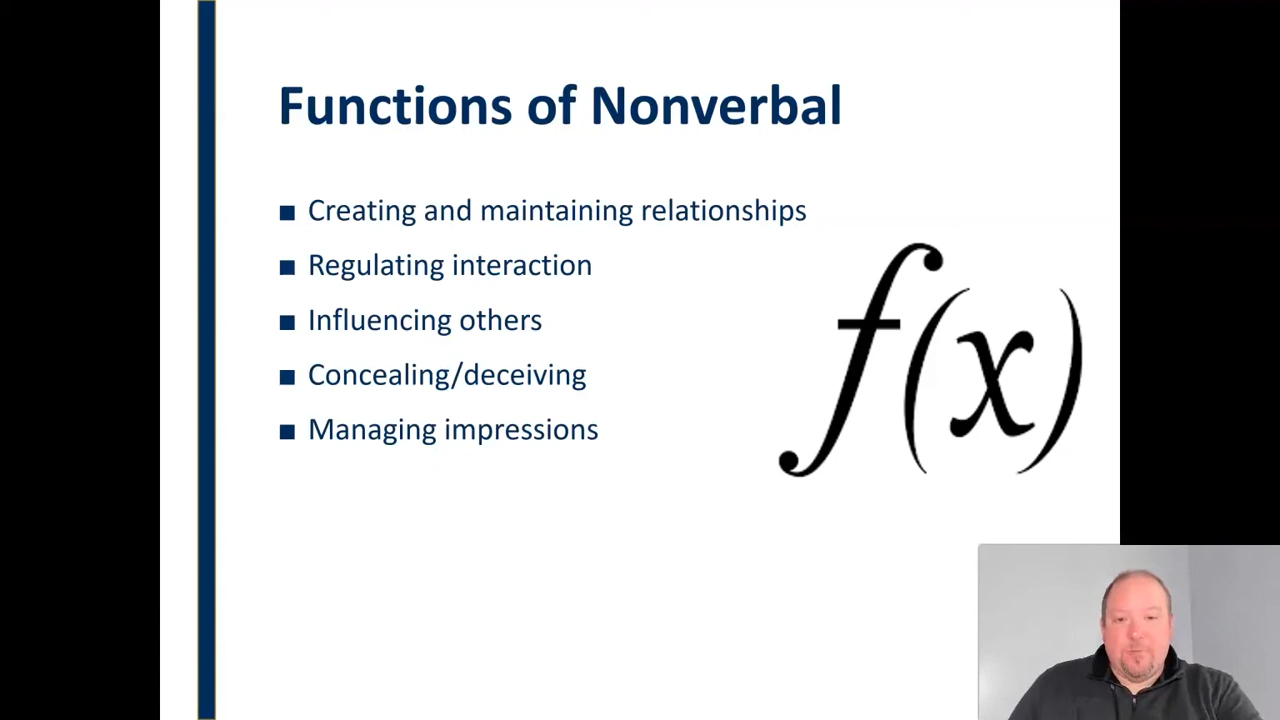 Functions of Nonverbal
■ Creating and maintaining relationships
■ Regulating interaction
■ Influencing others
■ Concealing/deceiving
■ Managing impressions
f(x)